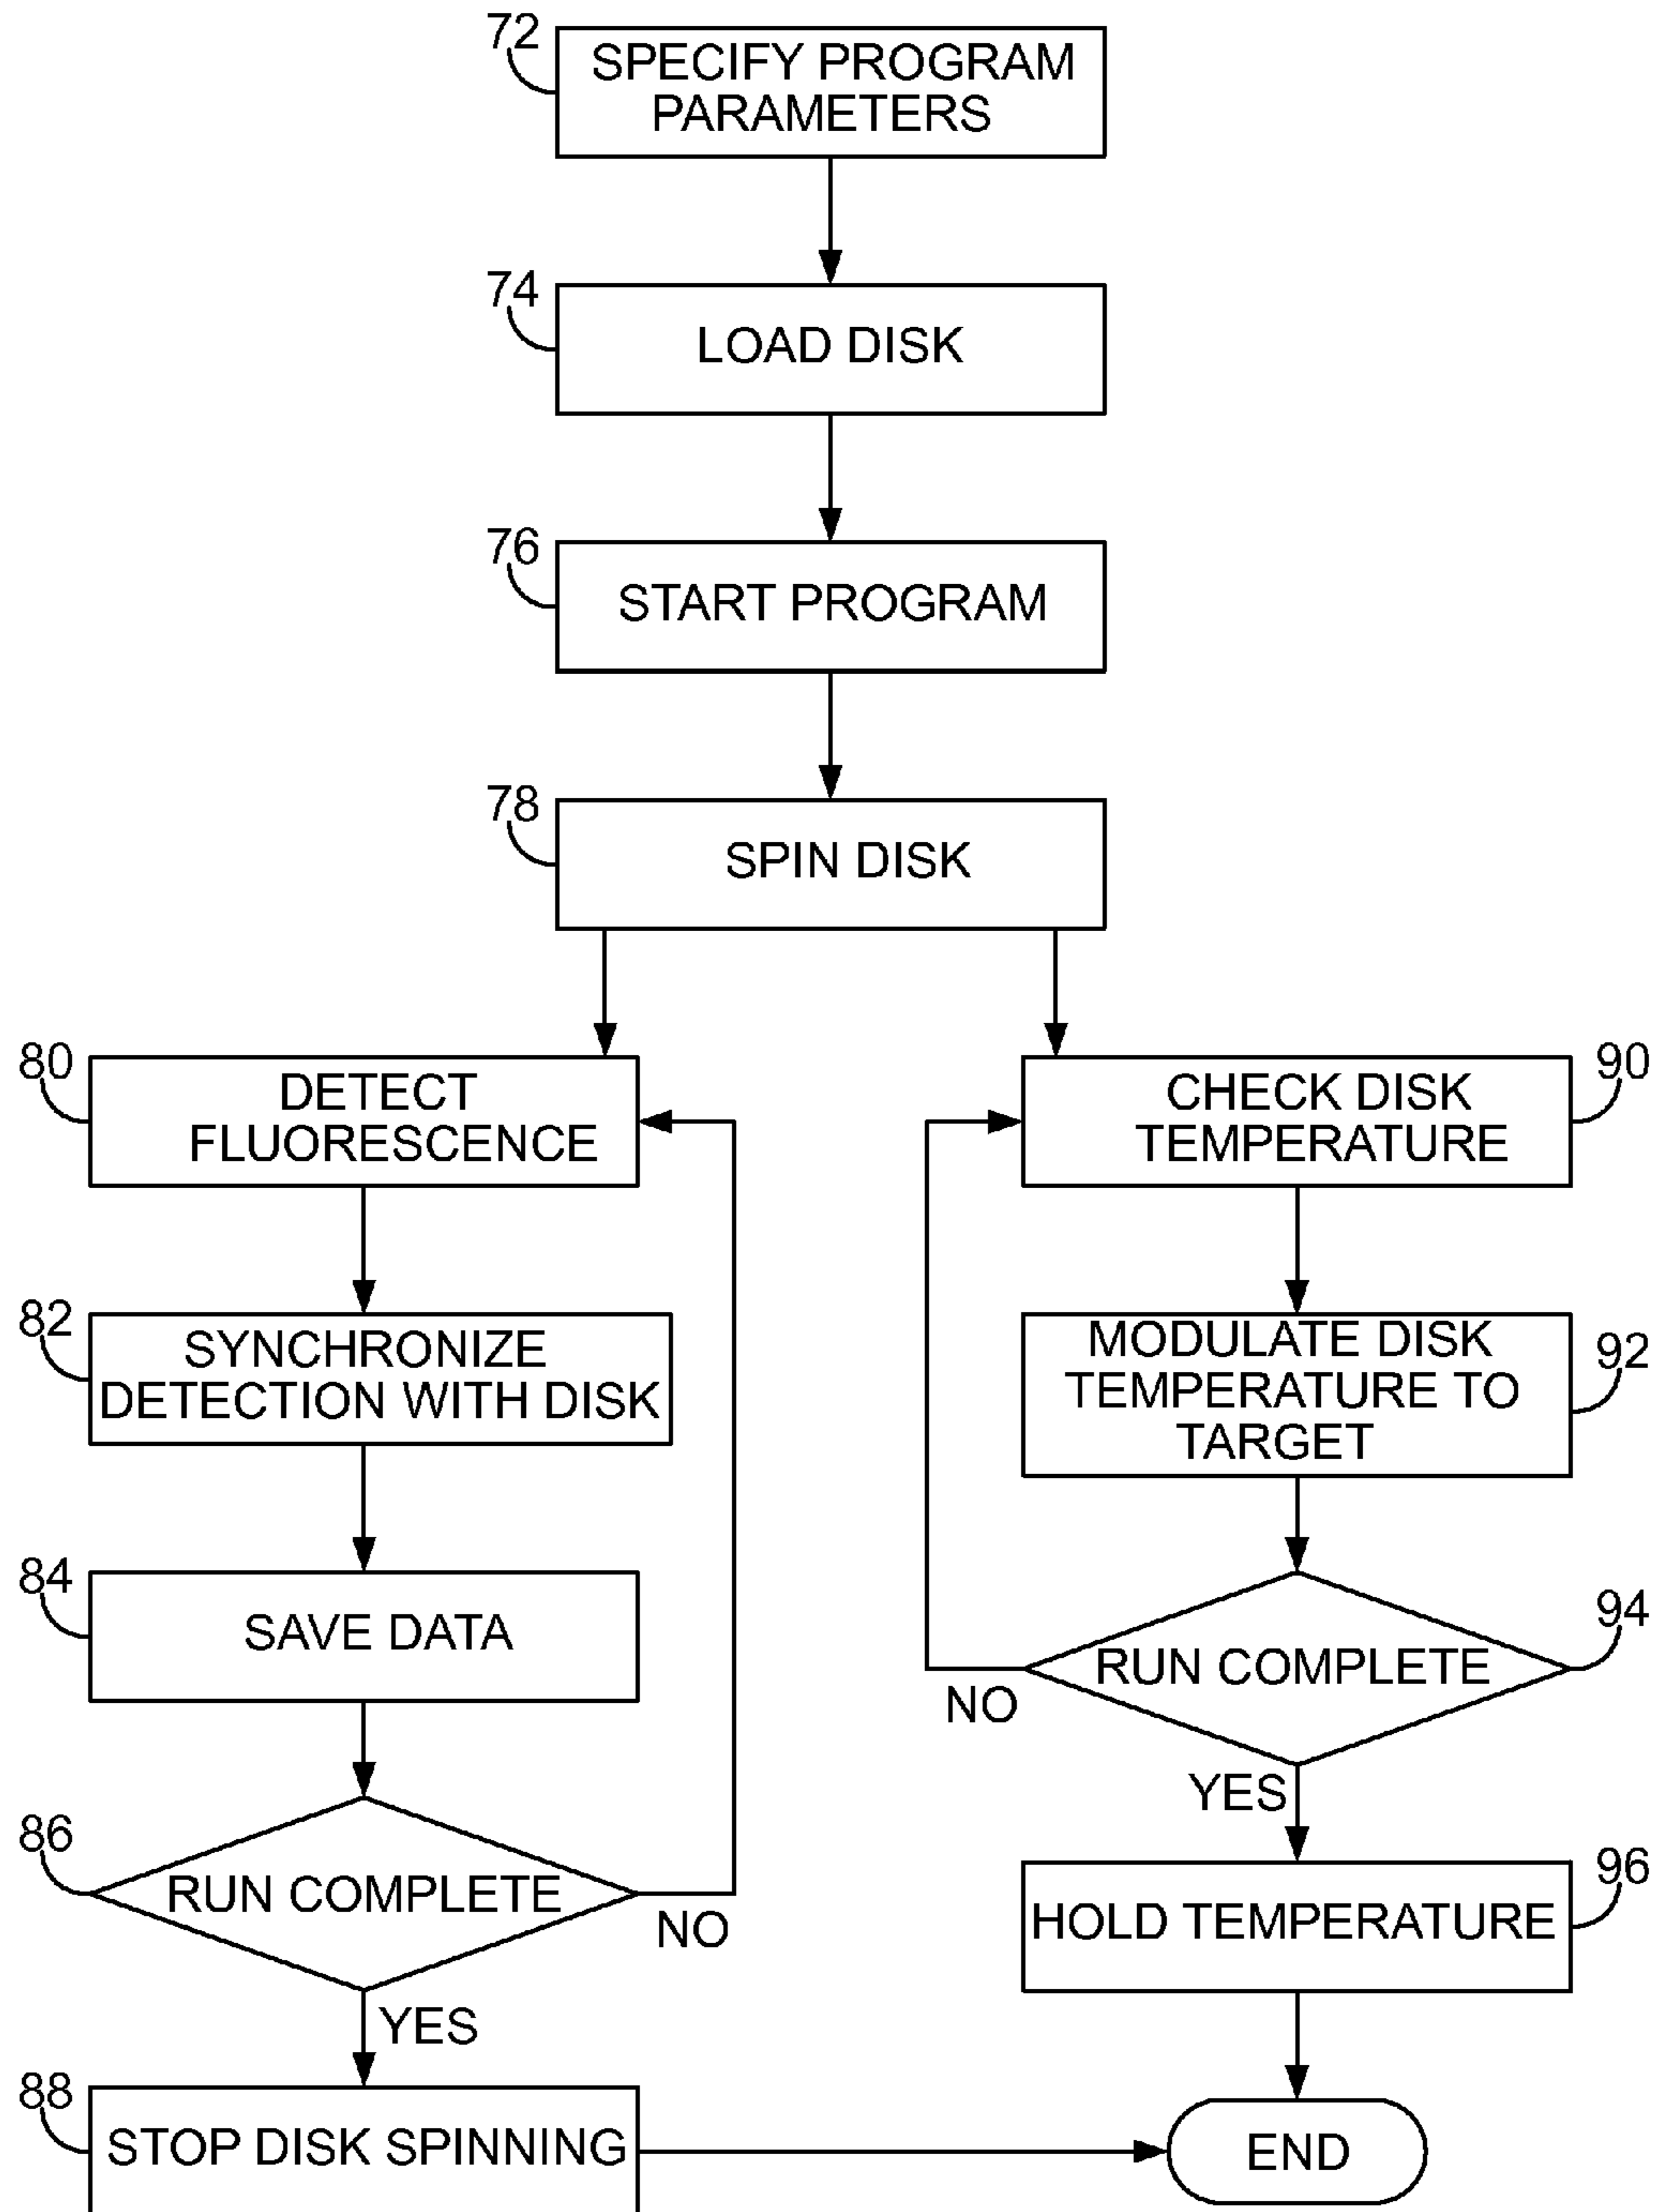 72
SPECIFY PROGRAM
PARAMETERS
74
LOAD DISK
76
START PROGRAM
78
SPIN DISK
80
DETECT
FLUORESCENCE
82
SYNCHRONIZE
DETECTION WITH DISK
84
SAVE DATA
86
RUN COMPLETE
NO
YES
88
STOP DISK SPINNING
90
CHECK DISK
TEMPERATURE
92
MODULATE DISK
TEMPERATURE TO
TARGET
94
RUN COMPLETE
NO
YES
96
HOLD TEMPERATURE
END